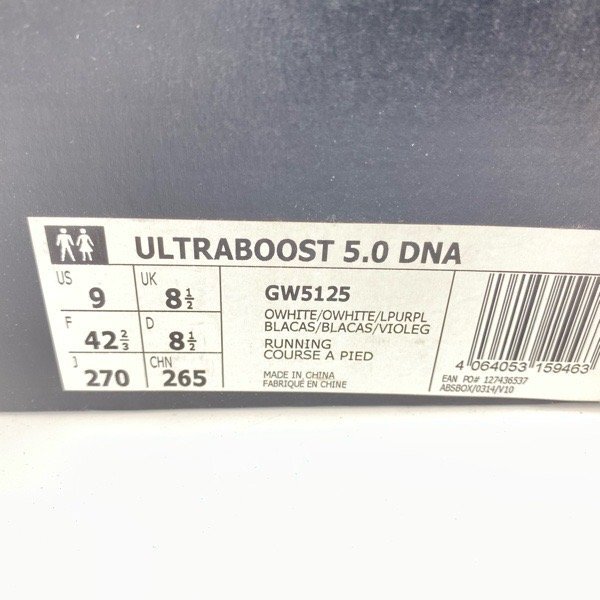 ULTRABOOST 5.0 DNA
US 9 UK 8½
F 42⅔ D 8½
J 270 CHN 265
GW5125
OWHITE/OWHITE/LPURPL
BLACAS/BLACAS/VIOLEG
RUNNING
COURSE A PIED
MADE IN CHINA
FABRIQUÉ EN CHINE
4 064053 159463
EAN PO# 127436537
ABSBOX/0314/V10